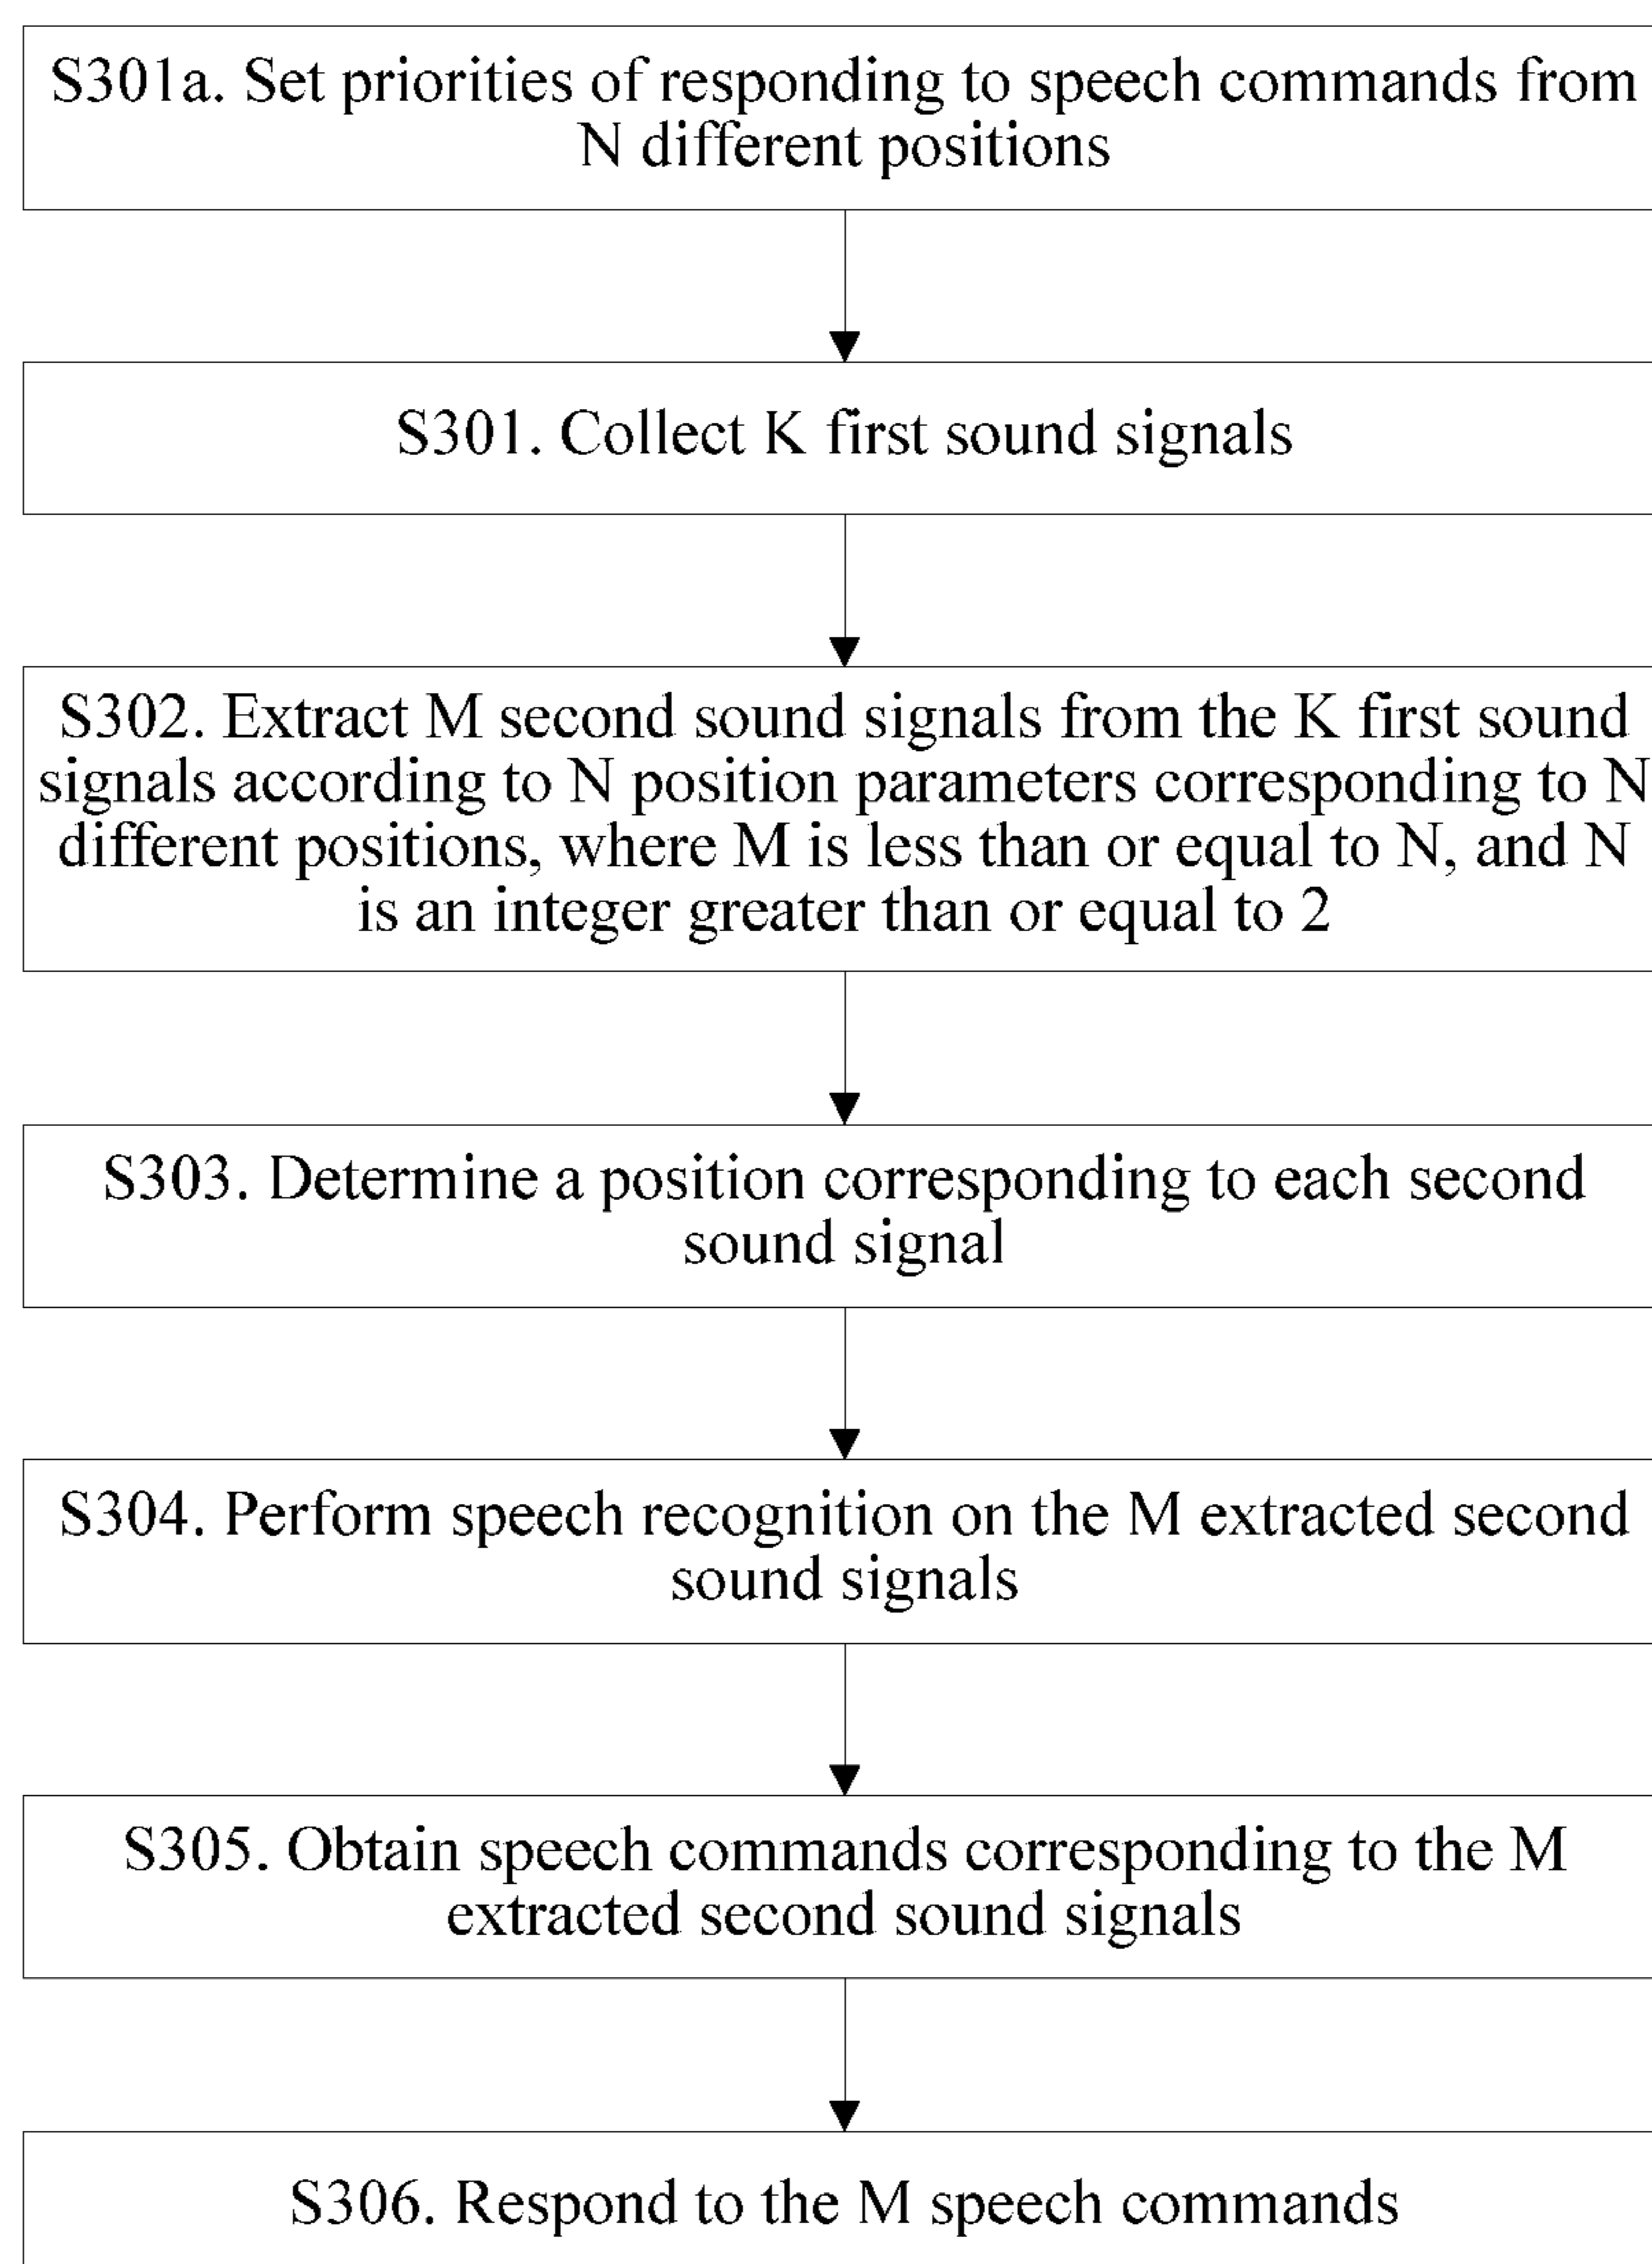 S301a. Set priorities of responding to speech commands from
N different positions
S301. Collect K first sound signals
S302. Extract M second sound signals from the K first sound
signals according to N position parameters corresponding to N
different positions, where M is less than or equal to N, and N
is an integer greater than or equal to 2
S303. Determine a position corresponding to each second
sound signal
S304. Perform speech recognition on the M extracted second
sound signals
S305. Obtain speech commands corresponding to the M
extracted second sound signals
S306. Respond to the M speech commands